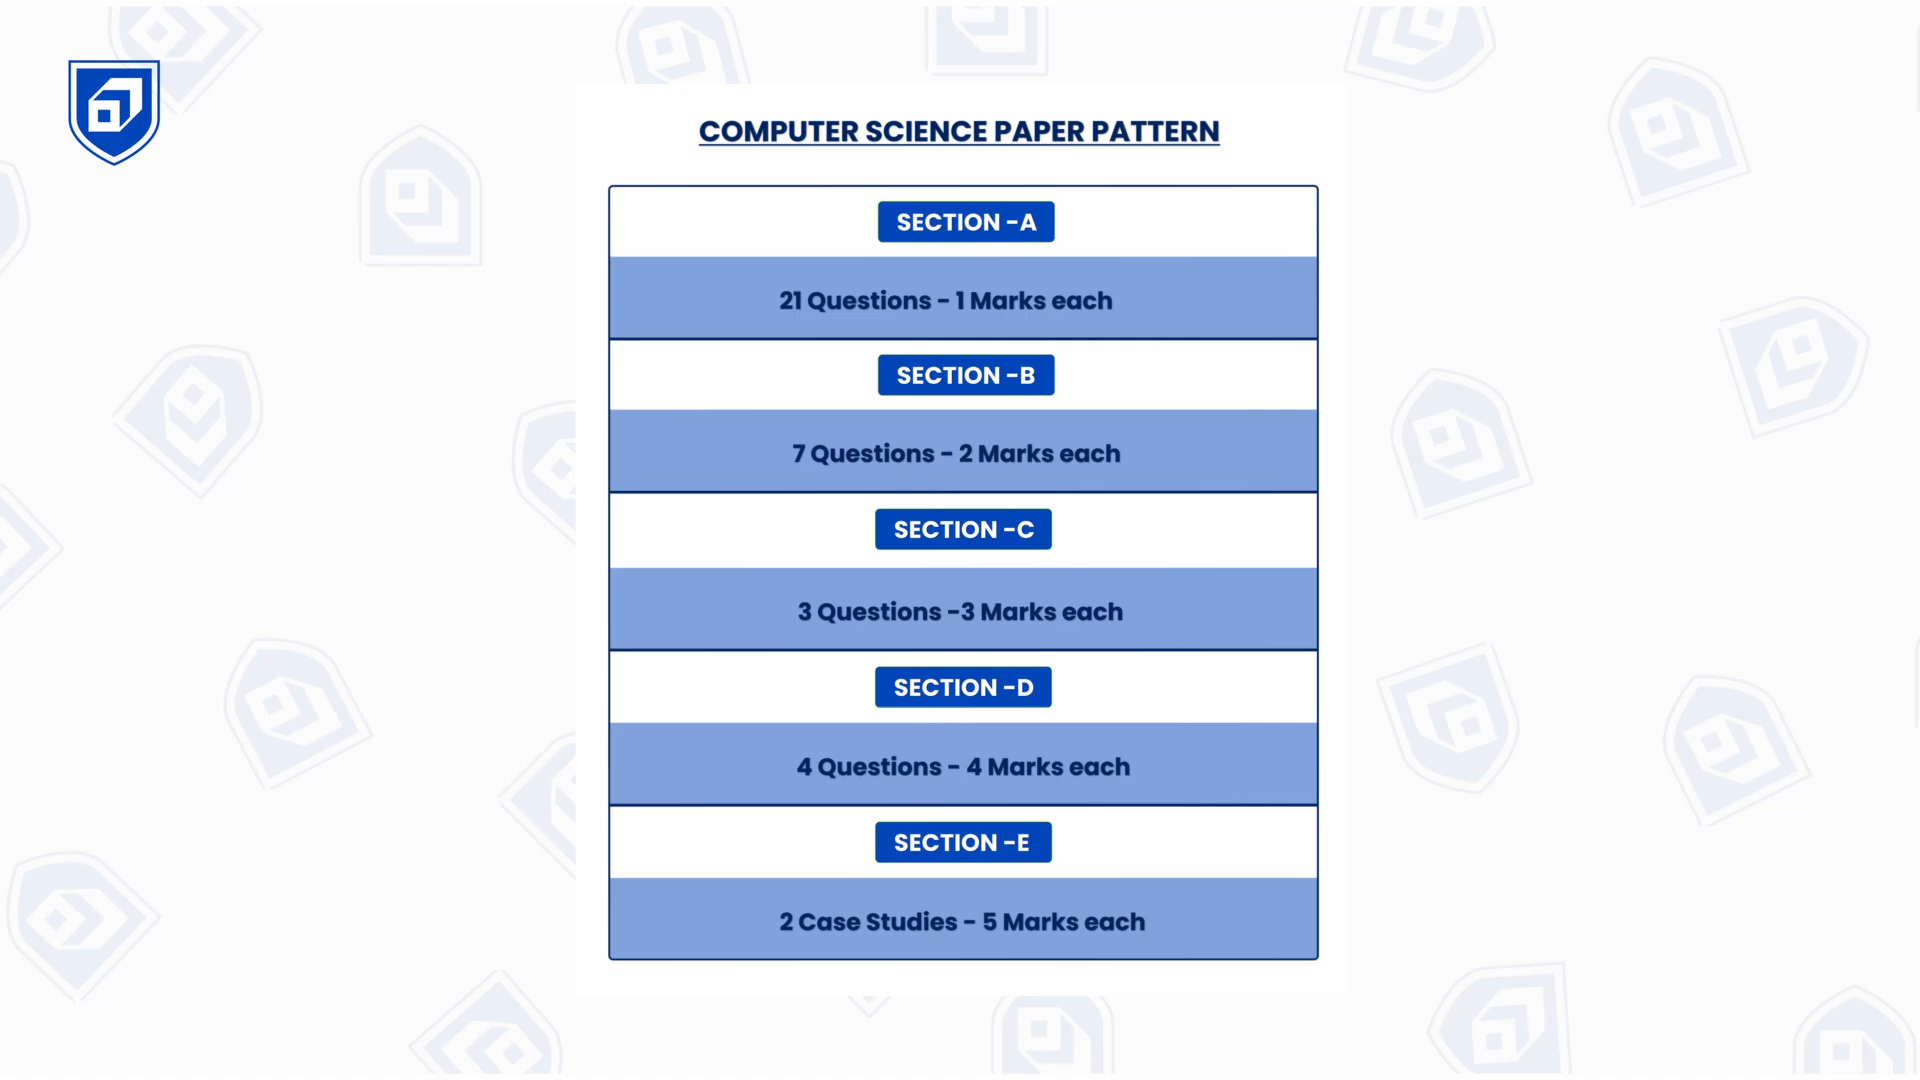 COMPUTER SCIENCE PAPER PATTERN
SECTION -A
21 Questions - 1 Marks each
SECTION -B
7 Questions - 2 Marks each
SECTION -C
3 Questions -3 Marks each
SECTION -D
4 Questions - 4 Marks each
SECTION -E
2 Case Studies - 5 Marks each